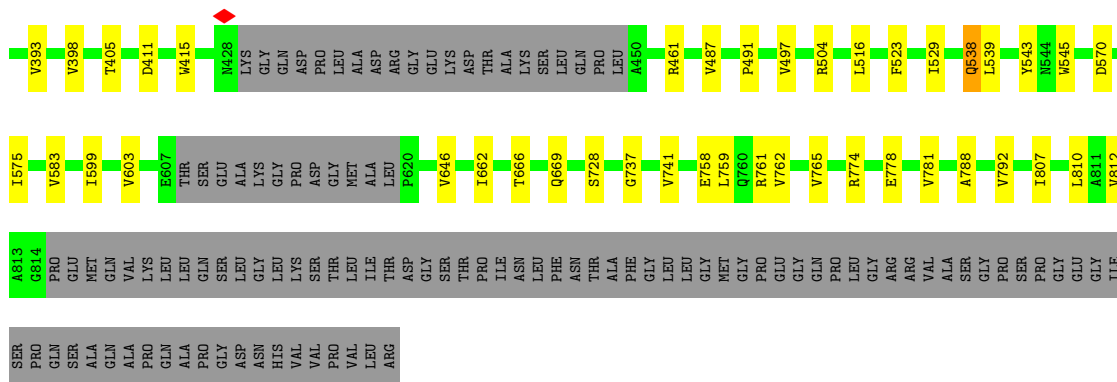 V393 V398 T405 D411 W415 N428 LYS GLY GLN ASP PRO LEU ALA ASP ARG GLY GLU LYS ASP THR ALA LYS SER LEU GLN PRO LEU A450 R461 V487 P491 V497 R504 L516 F523 I529 Q538 L539 Y543 N544 W545 D570
I575 V583 I599 V603 E607 THR SER GLU ALA LYS GLY PRO ASP GLY MET ALA LEU P620 V646 I662 T666 Q669 S728 G737 V741 E758 L759 Q760 R761 V762 V765 R774 E778 V781 A788 V792 I807 L810 A811 V812
A813 G814 PRO GLU MET GLN VAL LYS LEU LEU GLN SER LEU GLY LEU LYS SER THR LEU ILE THR ASP GLY SER THR PRO ILE ASN LEU PHE ASN THR ALA PHE GLY LEU LEU GLY MET GLY PRO GLU GLY GLN PRO LEU GLY ARG ARG VAL ALA SER GLY PRO SER PRO GLY GLU GLY ILE
SER PRO GLN SER ALA GLN ALA PRO GLN ALA PRO GLY ASP ASN HIS VAL VAL PRO VAL LEU ARG